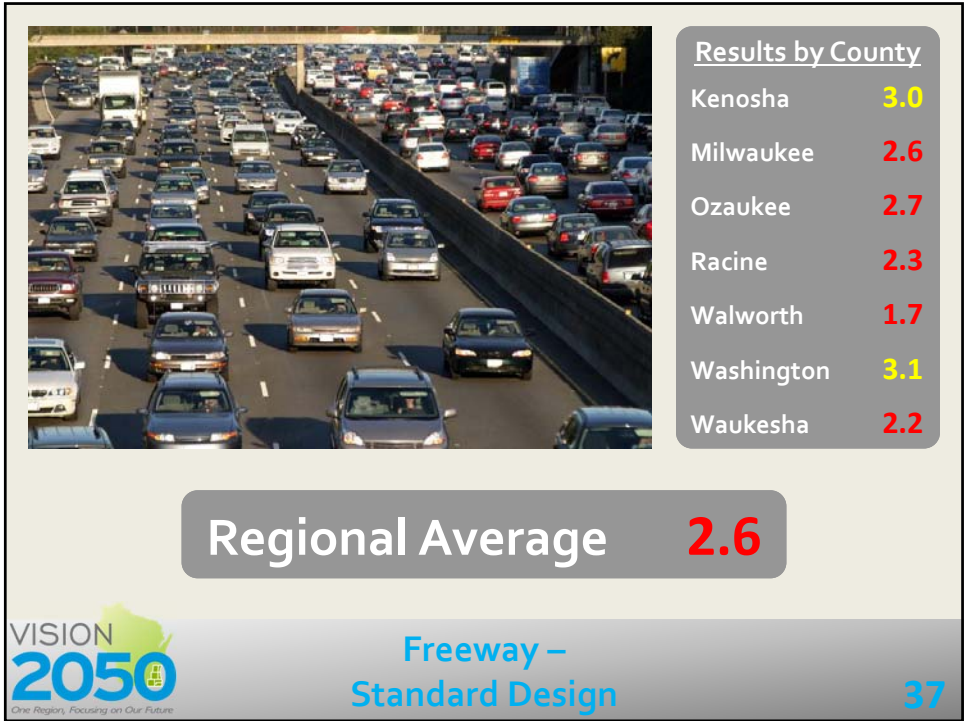 Results by County
Kenosha 3.0
Milwaukee 2.6
Ozaukee 2.7
Racine 2.3
Walworth 1.7
Washington 3.1
Waukesha 2.2
Regional Average 2.6
VISION
2050
One Region, Focusing on Our Future
Freeway –
Standard Design
37